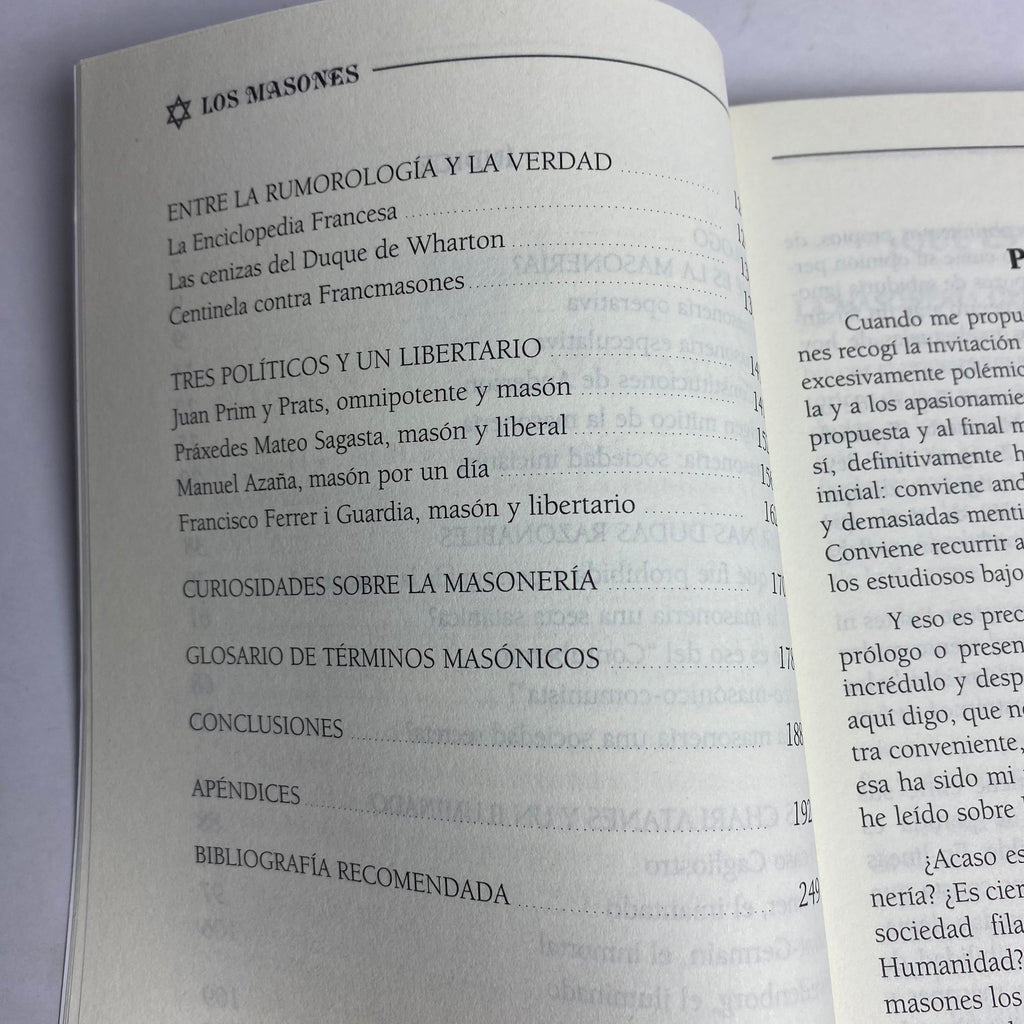 LOS MASONES
ENTRE LA RUMOROLOGÍA Y LA VERDAD
La Enciclopedia Francesa
Las cenizas del Duque de Wharton
Centinela contra Francmasones
TRES POLÍTICOS Y UN LIBERTARIO
Juan Prim y Prats, omnipotente y masón
Práxedes Mateo Sagasta, masón y liberal
Manuel Azaña, masón por un día
Francisco Ferrer i Guardia, masón y libertario
CURIOSIDADES SOBRE LA MASONERÍA
GLOSARIO DE TÉRMINOS MASÓNICOS
CONCLUSIONES
APÉNDICES 192
BIBLIOGRAFÍA RECOMENDADA 249
Cuando me propu
nes recogí la invitación
excesivamente polémic
la y a los apasionamie
propuesta y al final m
sí, definitivamente h
inicial: conviene and
y demasiadas menti
Conviene recurrir a
los estudiosos bajo
Y eso es prec
prólogo o presen
incrédulo y desp
aquí digo, que n
tra conveniente,
esa ha sido mi
he leído sobre
¿Acaso es
nería? ¿Es cier
sociedad fila
Humanidad?
masones los